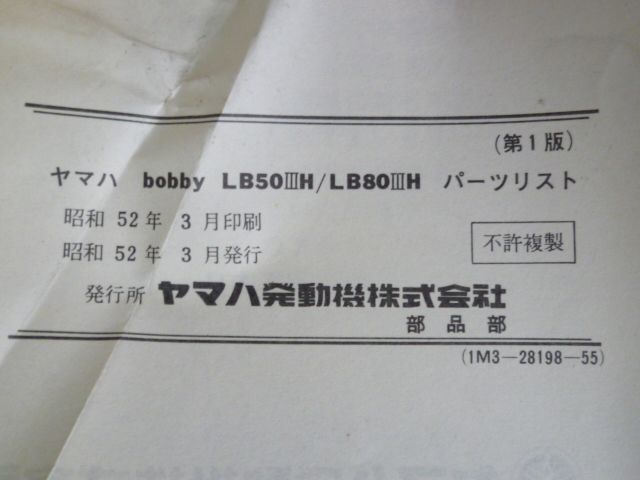 (第1版)
ヤマハ bobby LB50ⅢH/LB80ⅢH パーツリスト
昭和 52年 3月印刷
昭和 52年 3月発行
不許複製
発行所 ヤマハ発動機株式会社
部品部
(1M3-28198-55)